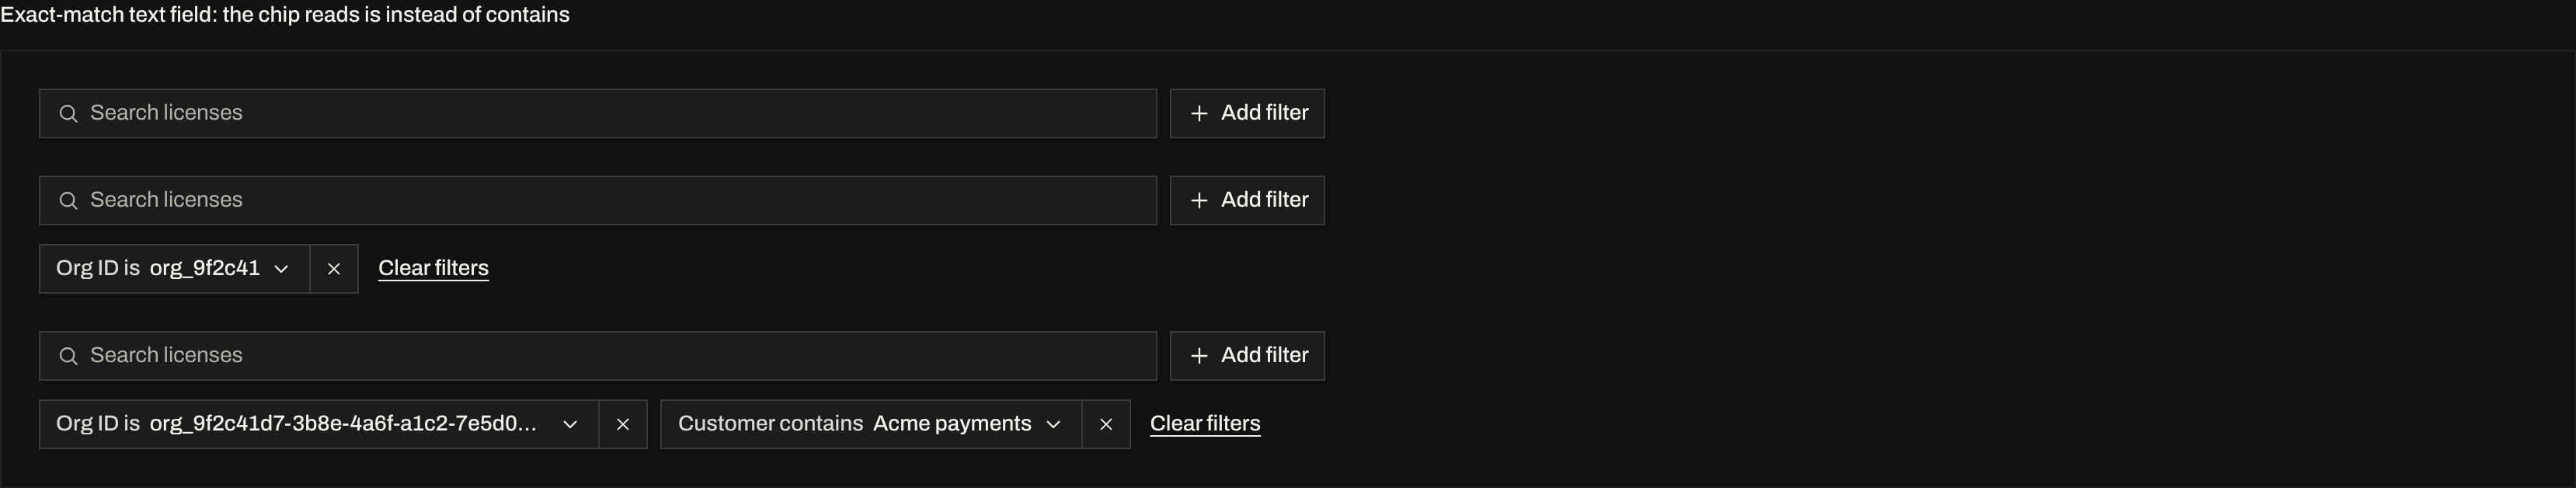 Exact-match text field: the chip reads is instead of contains
Search licenses
Add filter
Search licenses
Add filter
Org ID is org_9f2c41
Clear filters
Search licenses
Add filter
Org ID is org_9f2c41d7-3b8e-4a6f-a1c2-7e5d0...
Customer contains Acme payments
Clear filters